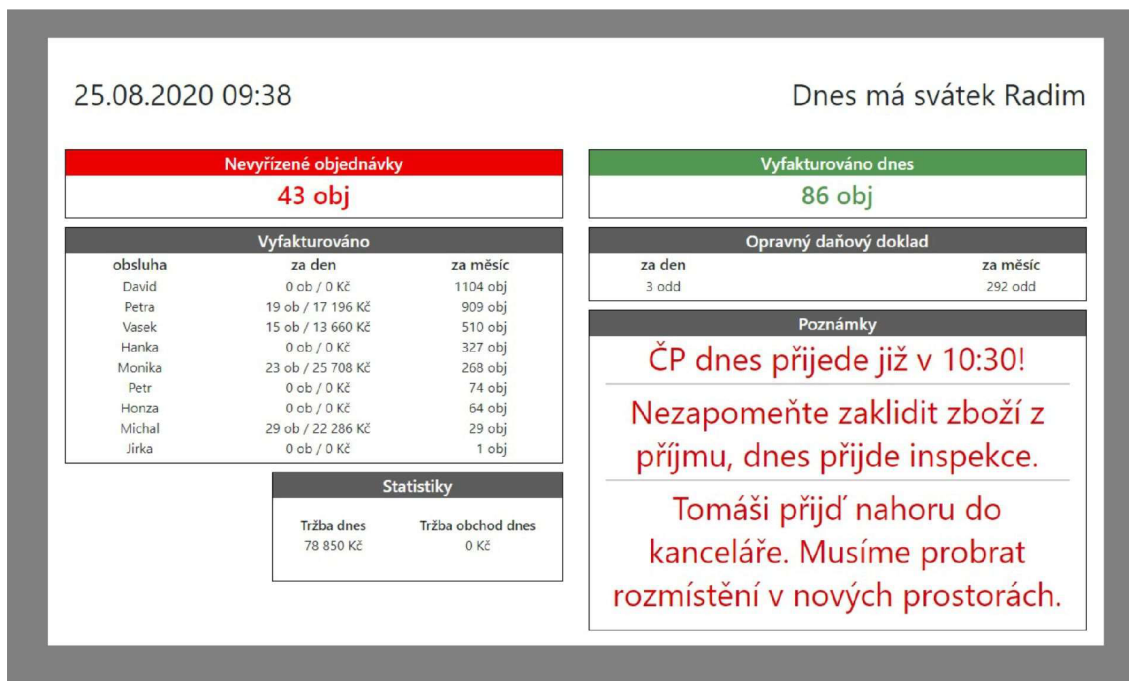 25.08.2020 09:38
Dnes má svátek Radim
Nevyřízené objednávky
43 obj
Vyfakturováno
obsluha za den za měsíc
David 0 ob / 0 Kč 1104 obj
Petra 19 ob / 17 196 Kč 909 obj
Vasek 15 ob / 13 660 Kč 510 obj
Hanka 0 ob / 0 Kč 327 obj
Monika 23 ob / 25 708 Kč 268 obj
Petr 0 ob / 0 Kč 74 obj
Honza 0 ob / 0 Kč 64 obj
Michal 29 ob / 22 286 Kč 29 obj
Jirka 0 ob / 0 Kč 1 obj
Statistiky
Tržba dnes Tržba obchod dnes
78 850 Kč 0 Kč
Vyfakturováno dnes
86 obj
Opravný daňový doklad
za den za měsíc
3 odd 292 odd
Poznámky
ČP dnes přijede již v 10:30!
Nezapomeňte zaklidit zboží z
příjmu, dnes přijde inspekce.
Tomáši přijď nahoru do
kanceláře. Musíme probrat
rozmístění v nových prostorách.